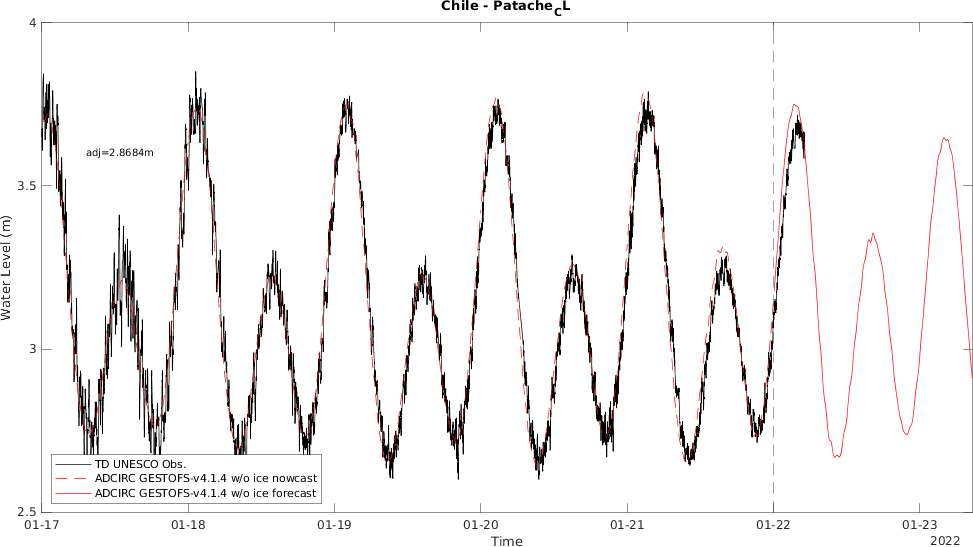 Chile - Patache_CL
4
3.5
3
2.5
Water Level (m)
adj=2.8684m
TD UNESCO Obs.
ADCIRC GESTOFS-v4.1.4 w/o ice nowcast
ADCIRC GESTOFS-v4.1.4 w/o ice forecast
01-17 01-18 01-19 01-20 01-21 01-22 01-23
Time
2022